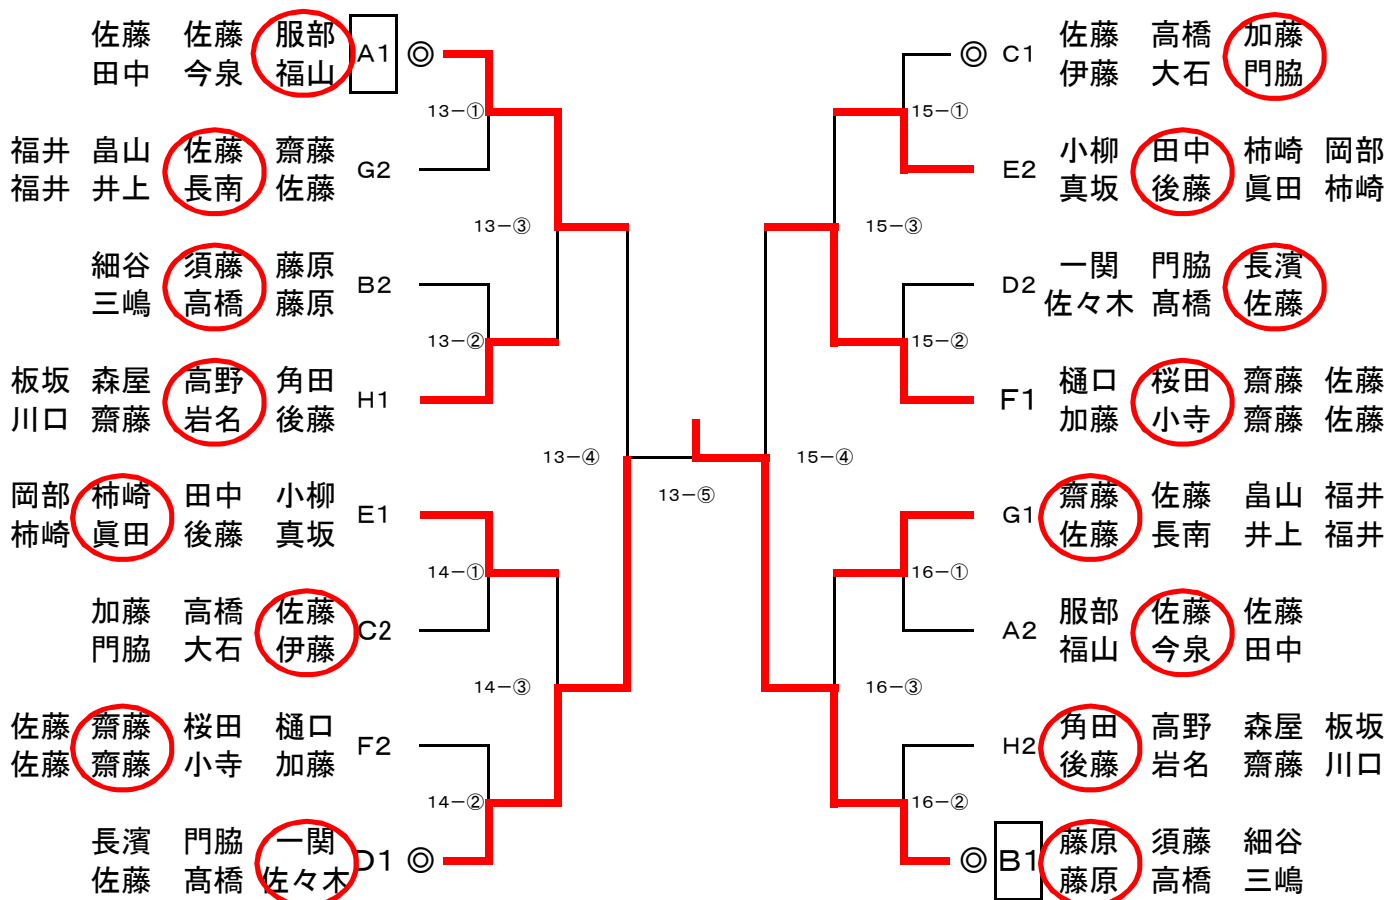 佐藤 佐藤 服部
田中 今泉 福山
A1 ◎
13-①
福井 畠山 佐藤 齋藤
福井 井上 長南 佐藤
G2
13-③
細谷 須藤 藤原
三嶋 高橋 藤原
B2
13-②
板坂 森屋 高野 角田
川口 齋藤 岩名 後藤
H1
13-④
13-⑤
岡部 柿崎 田中 小柳
柿崎 眞田 後藤 真坂
E1
14-①
加藤 高橋 佐藤
門脇 大石 伊藤
C2
14-③
佐藤 齋藤 桜田 樋口
佐藤 齋藤 小寺 加藤
F2
14-②
長濱 門脇 一関
佐藤 髙橋 佐々木
D1 ◎
◎ C1
佐藤 高橋 加藤
伊藤 大石 門脇
15-①
E2
小柳 田中 柿崎 岡部
真坂 後藤 眞田 柿崎
15-③
D2
一関 門脇 長濱
佐々木 髙橋 佐藤
15-②
F1
樋口 桜田 齋藤 佐藤
加藤 小寺 齋藤 佐藤
15-④
G1
齋藤 佐藤 畠山 福井
佐藤 長南 井上 福井
16-①
A2
服部 佐藤 佐藤
福山 今泉 田中
16-③
H2
角田 高野 森屋 板坂
後藤 岩名 齋藤 川口
16-②
◎ B1
藤原 須藤 細谷
藤原 高橋 三嶋